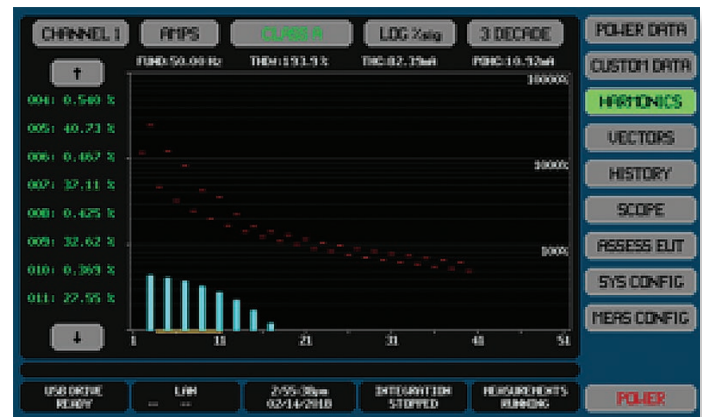 CHANNEL 1 AMPS CLASS A LOG %sig 3 DECADE
POWER DATA
CUSTOM DATA
HARMONICS
VECTORS
HISTORY
SCOPE
ASSESS EUT
SYS CONFIG
MEAS CONFIG
POWER
↑
FUND:50.00 Hz THDH:193.93% THC:82.39mA POHC:10.92mA
004: 0.540 %
005: 40.73 %
006: 0.467 %
007: 37.11 %
008: 0.425 %
009: 32.62 %
010: 0.369 %
011: 27.55 %
↓
10000%
1000%
100%
1 11 21 31 41 51
USB DRIVE READY
LAN
-- --
2:55:38pm
02/14/2018
INTEGRATION STOPPED
MEASUREMENTS RUNNING